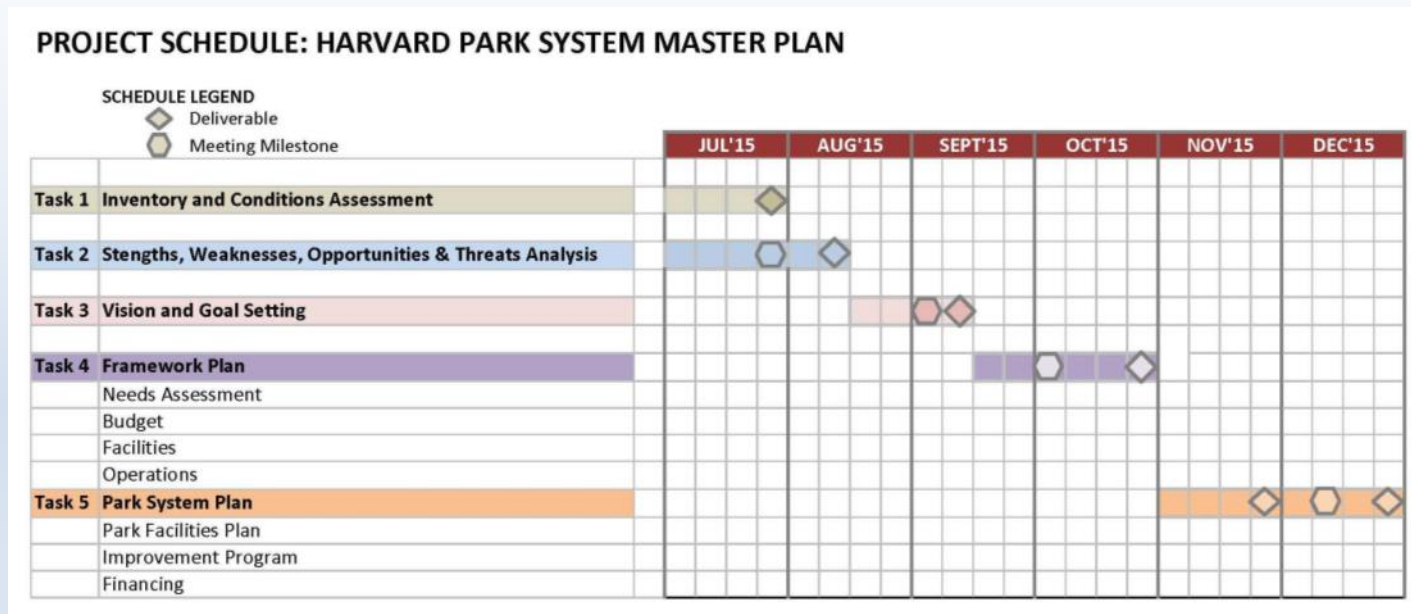 PROJECT SCHEDULE: HARVARD PARK SYSTEM MASTER PLAN
SCHEDULE LEGEND
Deliverable
Meeting Milestone
JUL'15 AUG'15 SEPT'15 OCT'15 NOV'15 DEC'15
Task 1 Inventory and Conditions Assessment
Task 2 Stengths, Weaknesses, Opportunities & Threats Analysis
Task 3 Vision and Goal Setting
Task 4 Framework Plan
Needs Assessment
Budget
Facilities
Operations
Task 5 Park System Plan
Park Facilities Plan
Improvement Program
Financing